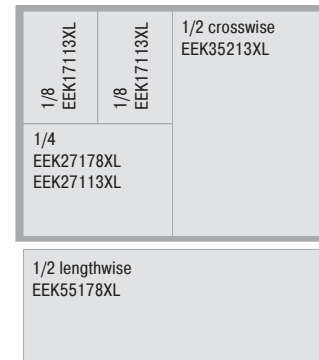 1/8
EEK17113XL
1/8
EEK17113XL
1/2 crosswise
EEK35213XL
1/4
EEK27178XL
EEK27113XL
1/2 lengthwise
EEK55178XL